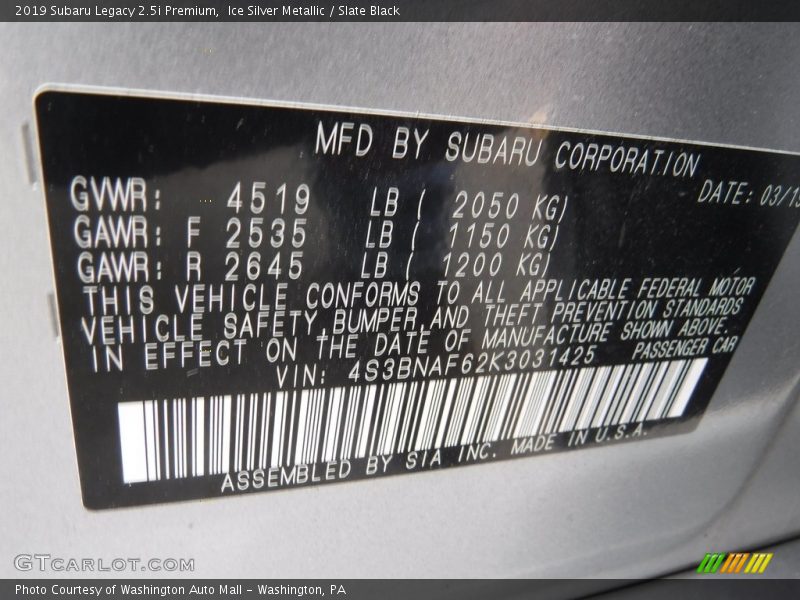 2019 Subaru Legacy 2.5i Premium,  Ice Silver Metallic / Slate Black
MFD BY SUBARU CORPORATION
GVWR: 4519 LB ( 2050 KG) DATE: 03/19
GAWR: F 2535 LB ( 1150 KG)
GAWR: R 2645 LB ( 1200 KG)
THIS VEHICLE CONFORMS TO ALL APPLICABLE FEDERAL MOTOR
VEHICLE SAFETY,BUMPER,AND THEFT PREVENTION STANDARDS
IN EFFECT ON THE DATE OF MANUFACTURE SHOWN ABOVE.
VIN: 4S3BNAF62K3031425 PASSENGER CAR
ASSEMBLED BY SIA INC. MADE IN U.S.A.
GTCARLOT.COM
Photo Courtesy of Washington Auto Mall – Washington, PA